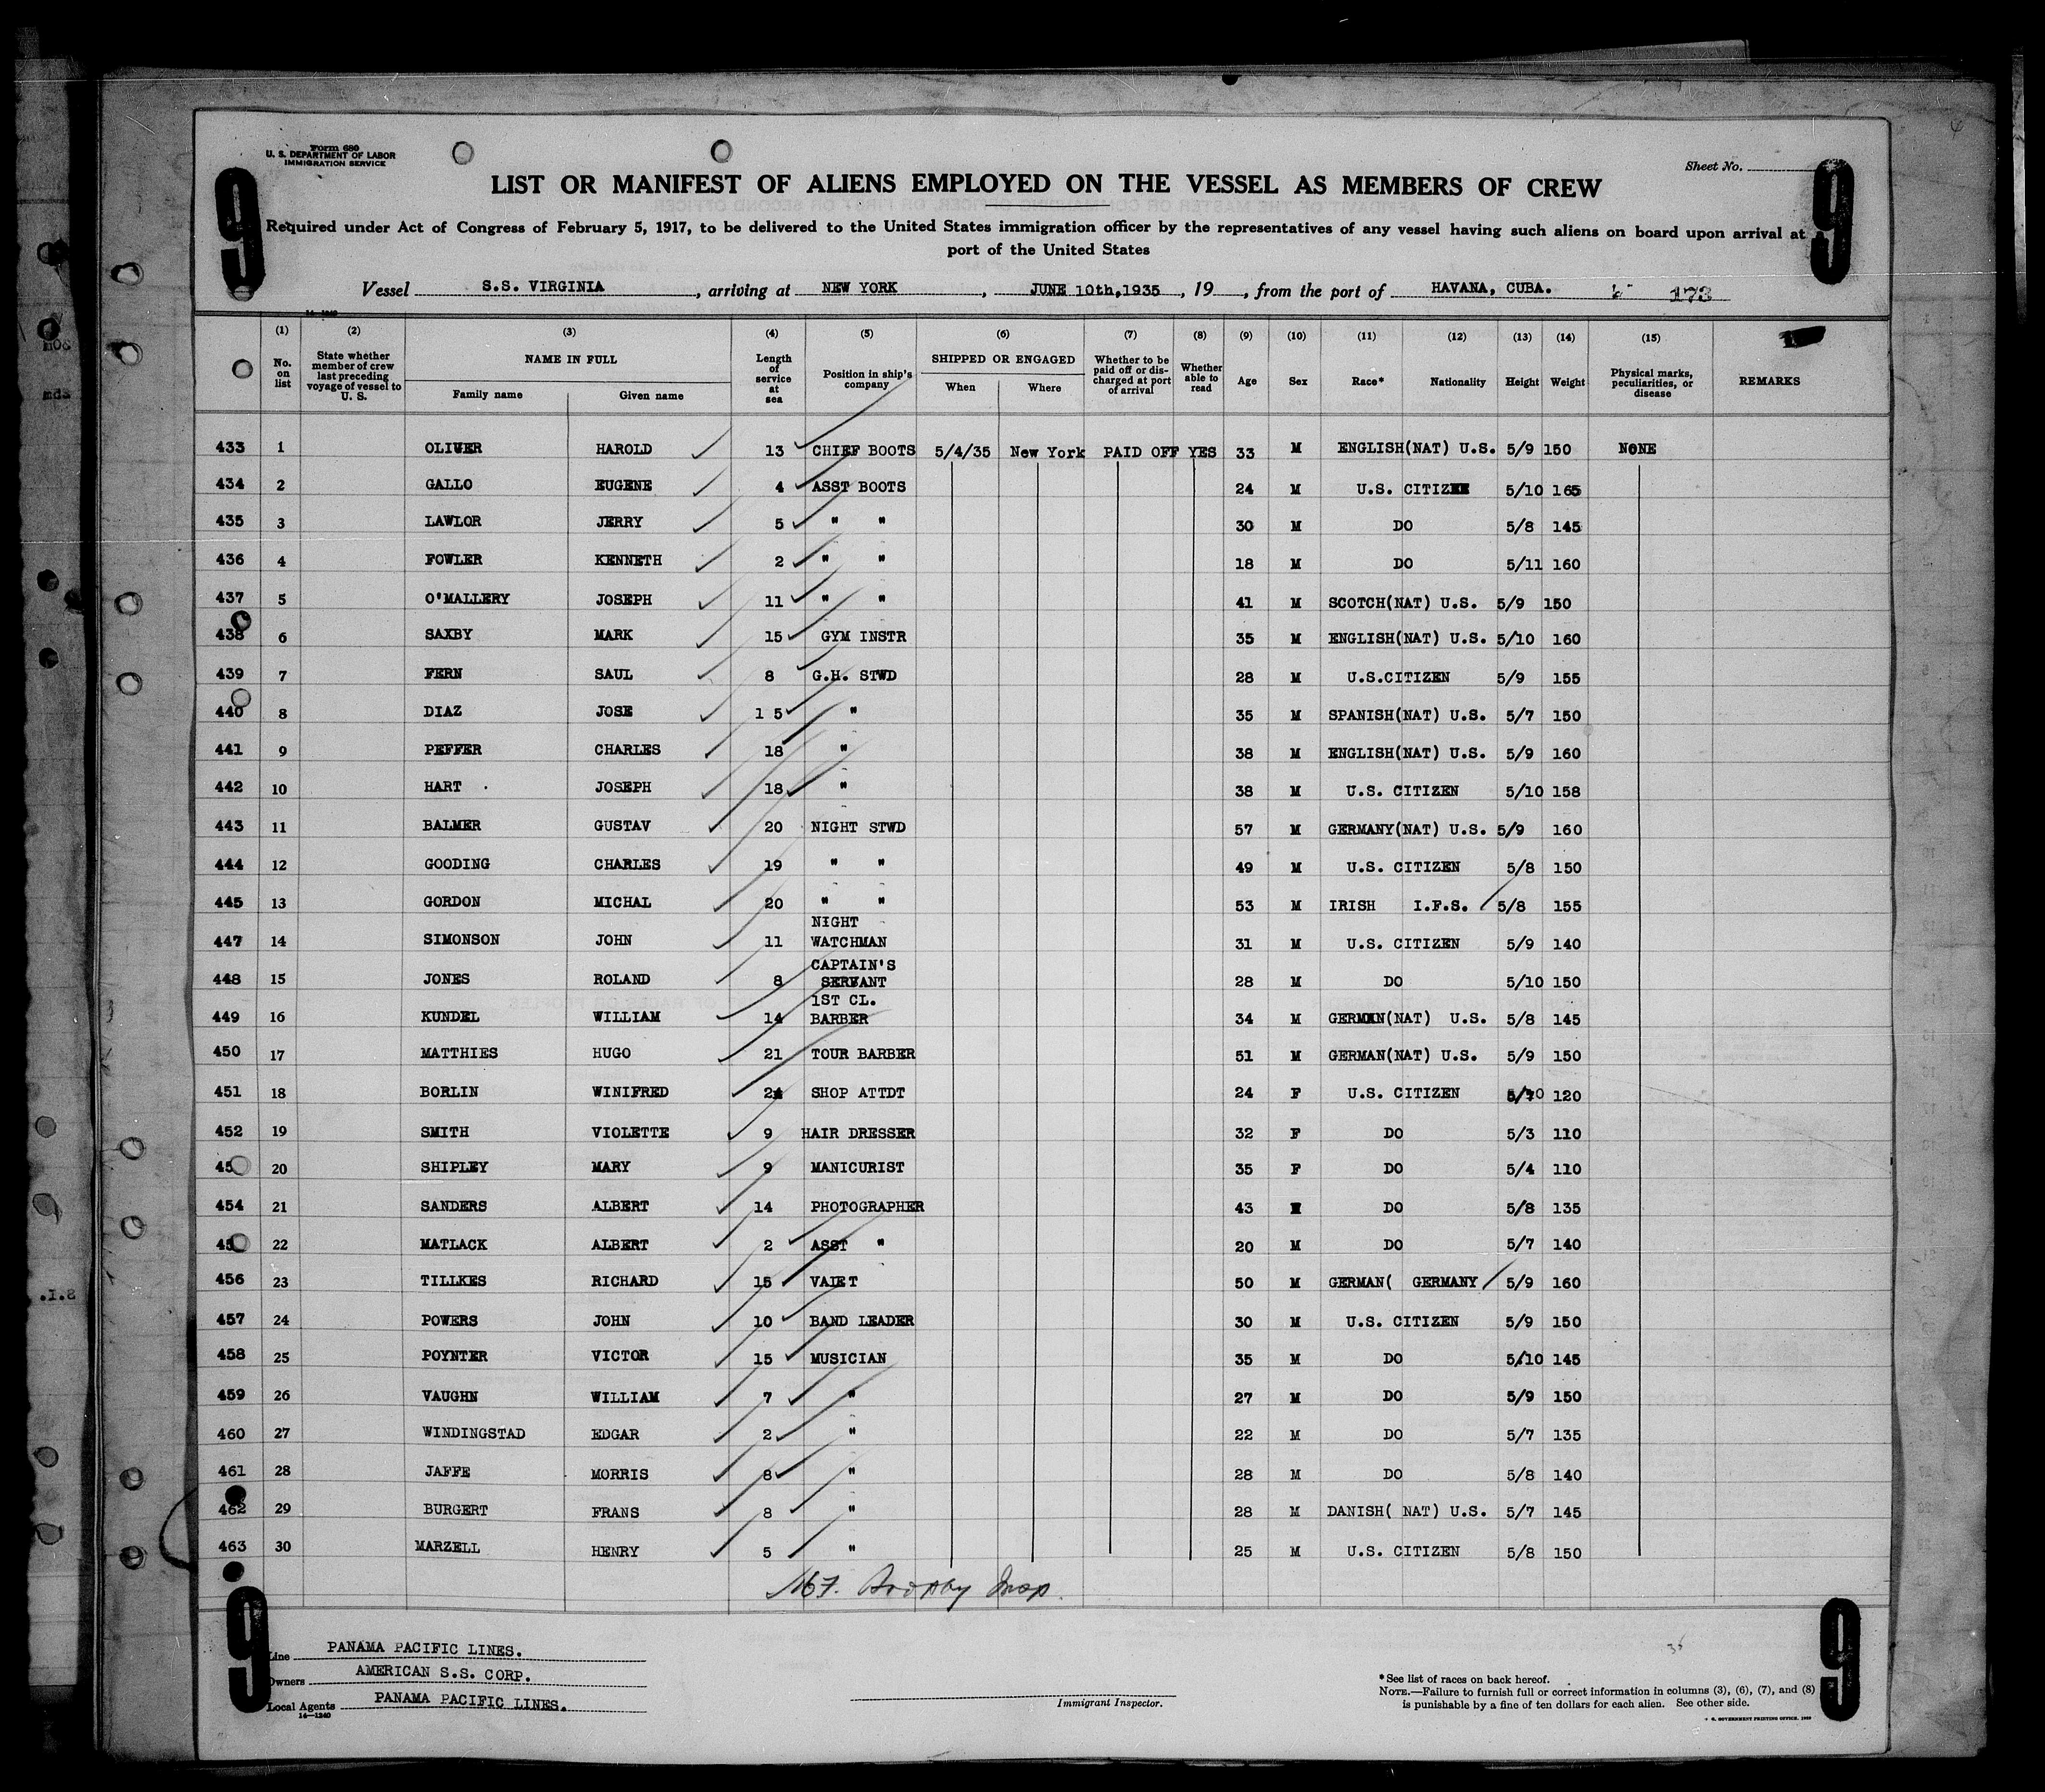 Form 680
U. S. DEPARTMENT OF LABOR
IMMIGRATION SERVICE
Sheet No.
9 9
LIST OR MANIFEST OF ALIENS EMPLOYED ON THE VESSEL AS MEMBERS OF CREW
Required under Act of Congress of February 5, 1917, to be delivered to the United States immigration officer by the representatives of any vessel having such aliens on board upon arrival at
port of the United States
Vessel S.S. VIRGINIA, arriving at NEW YORK, JUNE 10th,1935, 19, from the port of HAVANA, CUBA. 173
14-1240
(1) (2) (3) (4) (5) (6) (7) (8) (9) (10) (11) (12) (13) (14) (15)
No. on list State whether member of crew last preceding voyage of vessel to U. S. NAME IN FULL Family name Given name Length of service at sea Position in ship's company SHIPPED OR ENGAGED When Where Whether to be paid off or discharged at port of arrival Whether able to read Age Sex Race* Nationality Height Weight Physical marks, peculiarities, or disease REMARKS
433 1 OLIVER HAROLD 13 CHIEF BOOTS 5/4/35 New York PAID OFF YES 33 M ENGLISH(NAT) U.S. 5/9 150 NONE
434 2 GALLO EUGENE 4 ASST BOOTS 24 M U.S. CITIZEN 5/10 165
435 3 LAWLOR JERRY 5 " " 30 M DO 5/8 145
436 4 FOWLER KENNETH 2 " " 18 M DO 5/11 160
437 5 O'MALLERY JOSEPH 11 " " 41 M SCOTCH(NAT) U.S. 5/9 150
438 6 SAXBY MARK 15 GYM INSTR 35 M ENGLISH(NAT) U.S. 5/10 160
439 7 FERN SAUL 8 G.H. STWD 28 M U.S.CITIZEN 5/9 155
440 8 DIAZ JOSE 1 5 " 35 M SPANISH(NAT) U.S. 5/7 150
441 9 PEFFER CHARLES 18 " 38 M ENGLISH(NAT) U.S. 5/9 160
442 10 HART JOSEPH 18 " 38 M U.S. CITIZEN 5/10 158
443 11 BALMER GUSTAV 20 NIGHT STWD 57 M GERMANY(NAT) U.S. 5/9 160
444 12 GOODING CHARLES 19 " " 49 M U.S. CITIZEN 5/8 150
445 13 GORDON MICHAL 20 " " 53 M IRISH I.F.S. 5/8 155
447 14 SIMONSON JOHN 11 NIGHT WATCHMAN 31 M U.S. CITIZEN 5/9 140
448 15 JONES ROLAND 8 CAPTAIN'S SERVANT 28 M DO 5/10 150
449 16 KUNDEL WILLIAM 14 1ST CL. BARBER 34 M GERMAN(NAT) U.S. 5/8 145
450 17 MATTHIES HUGO 21 TOUR BARBER 51 M GERMAN(NAT) U.S. 5/9 150
451 18 BORLIN WINIFRED SHOP ATTDT 24 F U.S. CITIZEN 120
452 19 SMITH VIOLETTE 9 HAIR DRESSER 32 F DO 5/3 110
45 20 SHIPLEY MARY 9 MANICURIST 35 F DO 5/4 110
454 21 SANDERS ALBERT 14 PHOTOGRAPHER 43 DO 5/8 135
45 22 MATLACK ALBERT 2 ASST " 20 M DO 5/7 140
456 23 TILLKES RICHARD 15 VALET 50 M GERMAN( GERMANY 5/9 160
457 24 POWERS JOHN 10 BAND LEADER 30 M U.S. CITIZEN 5/9 150
458 25 POYNTER VICTOR 15 MUSICIAN 35 M DO 5/10 145
459 26 VAUGHN WILLIAM 7 " 27 M DO 5/9 150
460 27 WINDINGSTAD EDGAR 2 " 22 M DO 5/7 135
461 28 JAFFE MORRIS 8 " 28 M DO 5/8 140
462 29 BURGERT FRANS 8 " 28 M DANISH( NAT) U.S. 5/7 145
463 30 MARZELL HENRY 5 " 25 M U.S. CITIZEN 5/8 150
Insp.
9 9
Line PANAMA PACIFIC LINES.
Owners AMERICAN S.S. CORP.
Local Agents PANAMA PACIFIC LINES.
14—1240
Immigrant Inspector.
*See list of races on back hereof.
NOTE.—Failure to furnish full or correct information in columns (3), (6), (7), and (8)
is punishable by a fine of ten dollars for each alien. See other side.